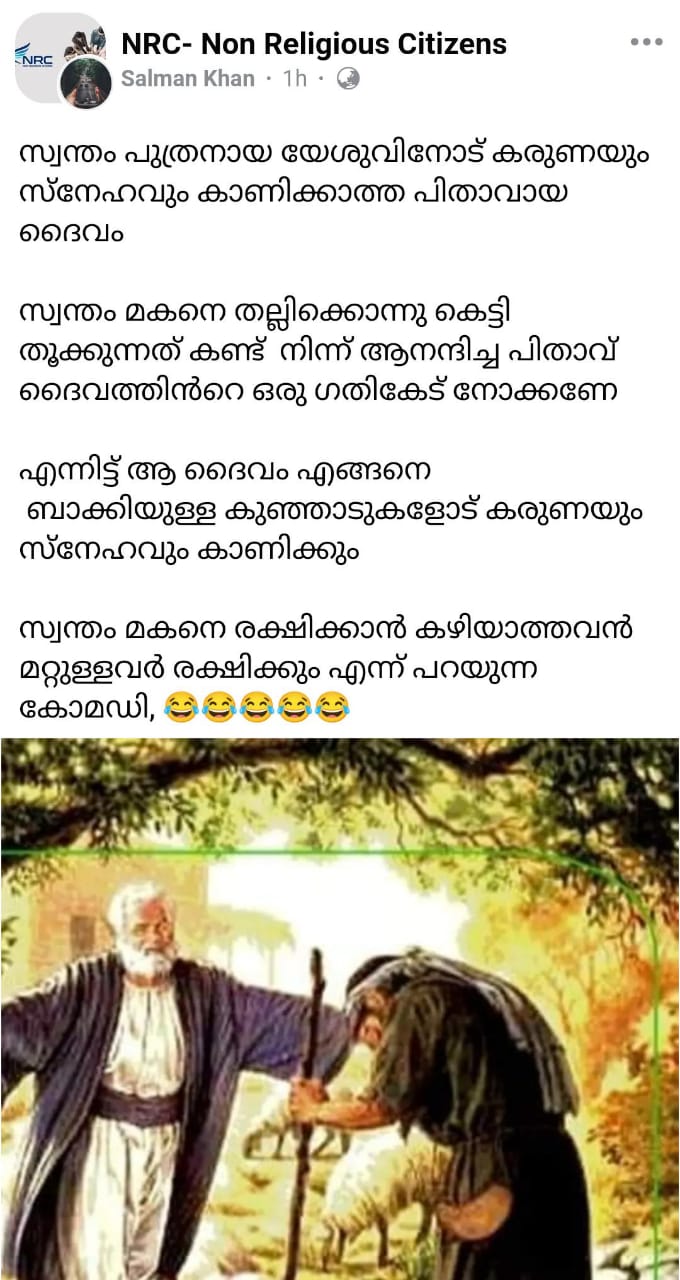 NRC- Non Religious Citizens
NRC
Salman Khan · 1h ·
സ്വന്തം പുത്രനായ യേശുവിനോട് കരുണയും
സ്നേഹവും കാണിക്കാത്ത പിതാവായ
ദൈവം
സ്വന്തം മകനെ തല്ലിക്കൊന്നു കെട്ടി
തൂക്കുന്നത് കണ്ട് നിന്ന് ആനന്ദിച്ച പിതാവ്
ദൈവത്തിൻറെ ഒരു ഗതികേട് നോക്കണേ
എന്നിട്ട് ആ ദൈവം എങ്ങനെ
ബാക്കിയുള്ള കുഞ്ഞാടുകളോട് കരുണയും
സ്നേഹവും കാണിക്കും
സ്വന്തം മകനെ രക്ഷിക്കാൻ കഴിയാത്തവൻ
മറ്റുള്ളവർ രക്ഷിക്കും എന്ന് പറയുന്ന
കോമഡി, 😂😂😂😂😂